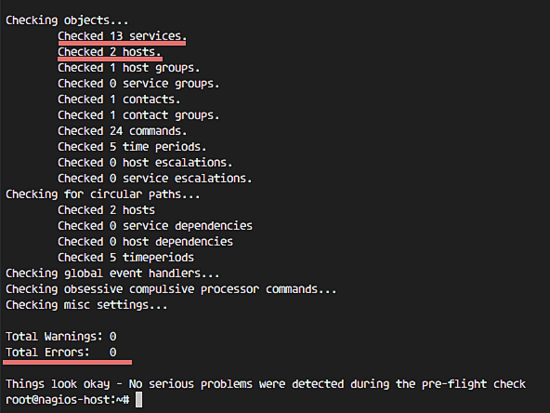 Checking objects...
Checked 13 services.
Checked 2 hosts.
Checked 1 host groups.
Checked 0 service groups.
Checked 1 contacts.
Checked 1 contact groups.
Checked 24 commands.
Checked 5 time periods.
Checked 0 host escalations.
Checked 0 service escalations.
Checking for circular paths...
Checked 2 hosts
Checked 0 service dependencies
Checked 0 host dependencies
Checked 5 timeperiods
Checking global event handlers...
Checking obsessive compulsive processor commands...
Checking misc settings...
Total Warnings: 0
Total Errors:   0
Things look okay - No serious problems were detected during the pre-flight check
root@nagios-host:~#